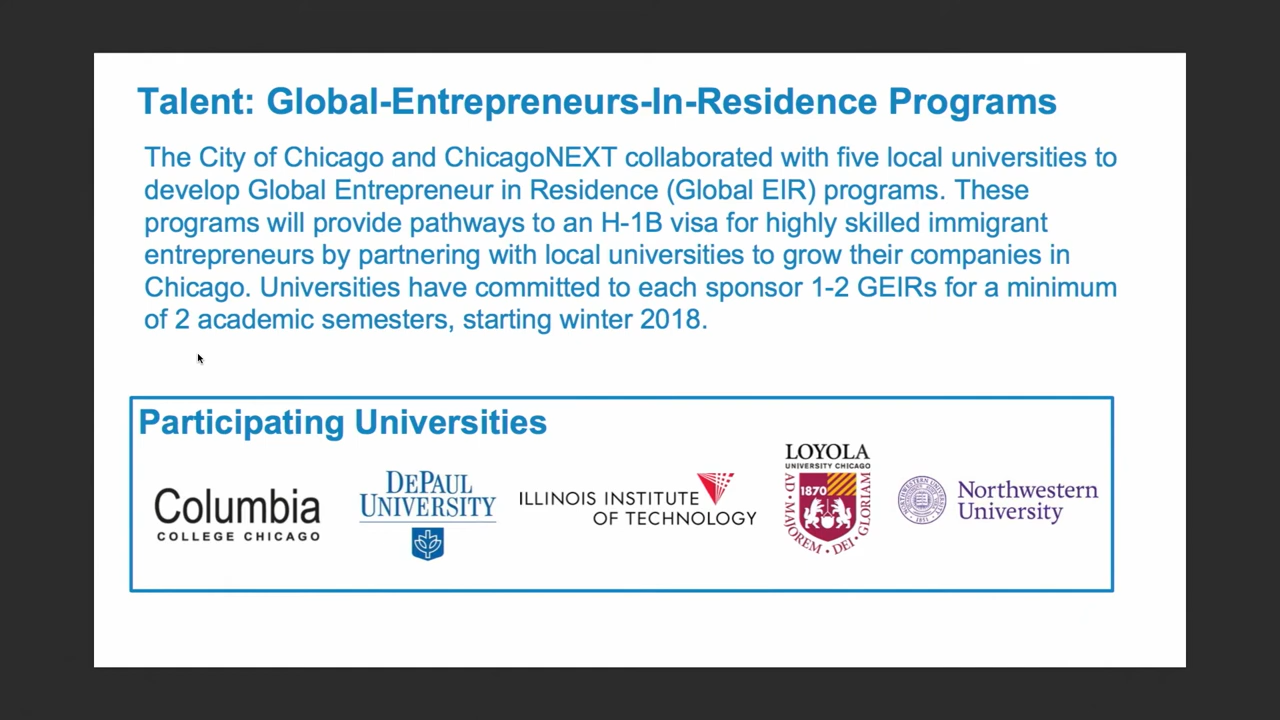 Talent: Global-Entrepreneurs-In-Residence Programs
The City of Chicago and ChicagoNEXT collaborated with five local universities to
develop Global Entrepreneur in Residence (Global EIR) programs. These
programs will provide pathways to an H-1B visa for highly skilled immigrant
entrepreneurs by partnering with local universities to grow their companies in
Chicago. Universities have committed to each sponsor 1-2 GEIRs for a minimum
of 2 academic semesters, starting winter 2018.
Participating Universities
Columbia
COLLEGE CHICAGO
DEPAUL
UNIVERSITY
ILLINOIS INSTITUTE
OF TECHNOLOGY
LOYOLA
UNIVERSITY CHICAGO
1870
AD • MAJOREM • DEI • GLORIAM
Northwestern
University